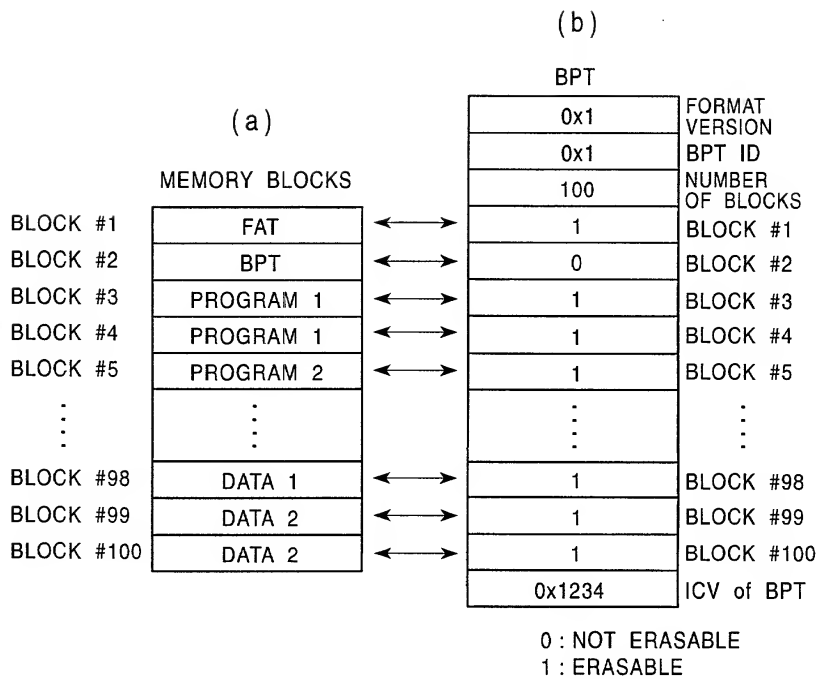 (b)
BPT
0x1 FORMAT VERSION
0x1 BPT ID
100 NUMBER OF BLOCKS
(a)
MEMORY BLOCKS
BLOCK #1 FAT 1 BLOCK #1
BLOCK #2 BPT 0 BLOCK #2
BLOCK #3 PROGRAM 1 1 BLOCK #3
BLOCK #4 PROGRAM 1 1 BLOCK #4
BLOCK #5 PROGRAM 2 1 BLOCK #5
BLOCK #98 DATA 1 1 BLOCK #98
BLOCK #99 DATA 2 1 BLOCK #99
BLOCK #100 DATA 2 1 BLOCK #100
0x1234 ICV of BPT
0 : NOT ERASABLE
1 : ERASABLE